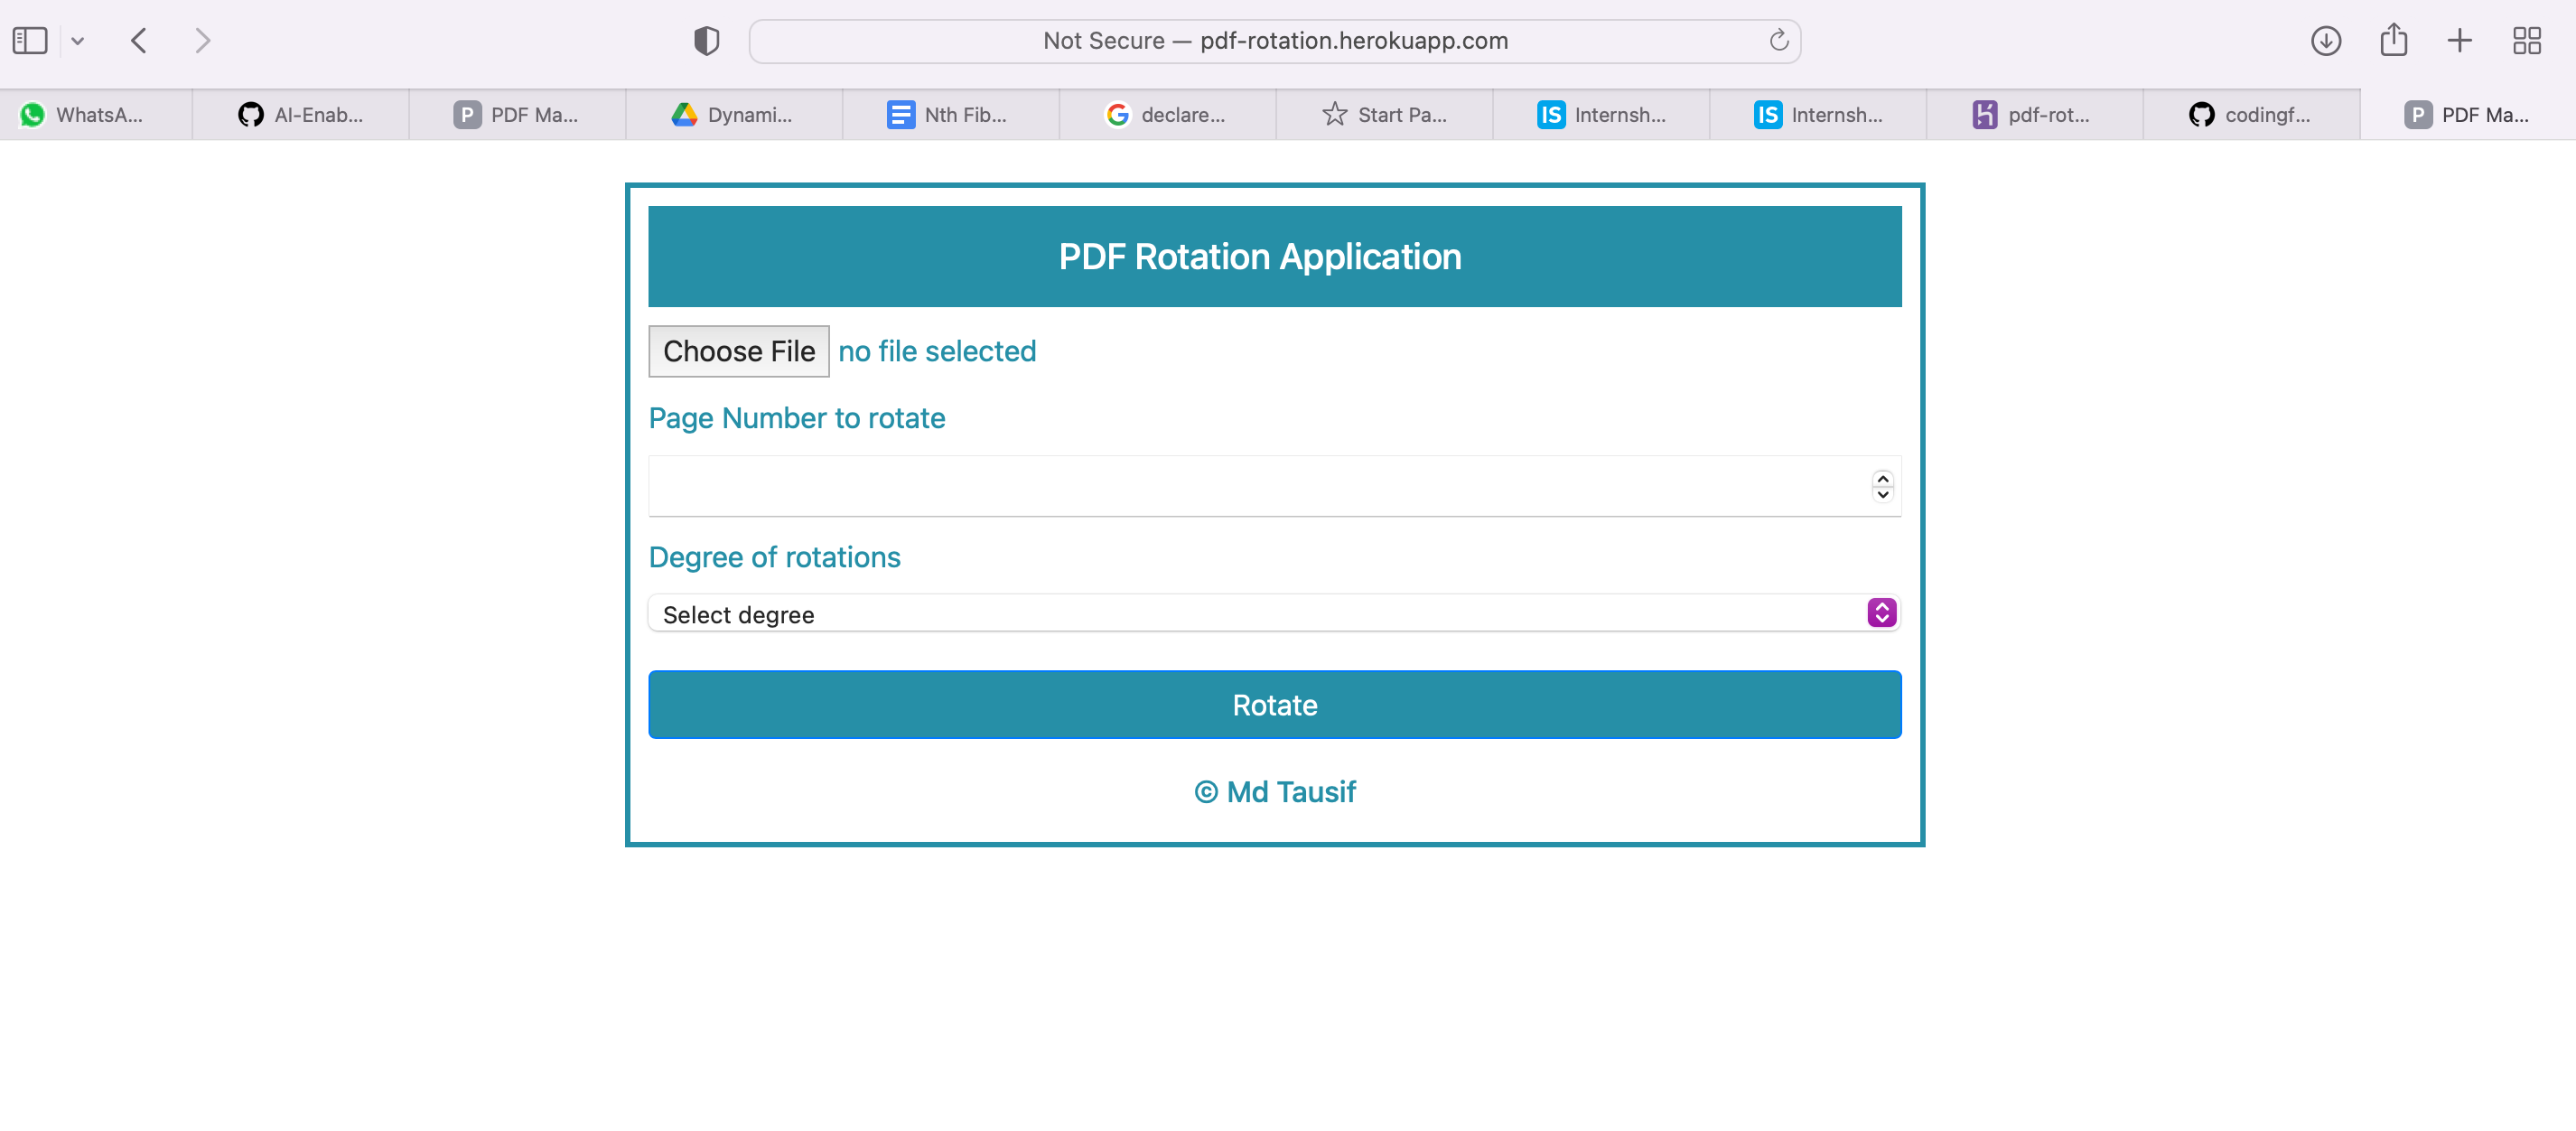 Not Secure — pdf-rotation.herokuapp.com
WhatsA...
AI-Enab...
P PDF Ma...
Dynami...
Nth Fib...
G declare...
Start Pa...
IS Internsh...
IS Internsh...
pdf-rot...
codingf...
P PDF Ma...
PDF Rotation Application
Choose File no file selected
Page Number to rotate
Degree of rotations
Select degree
Rotate
© Md Tausif